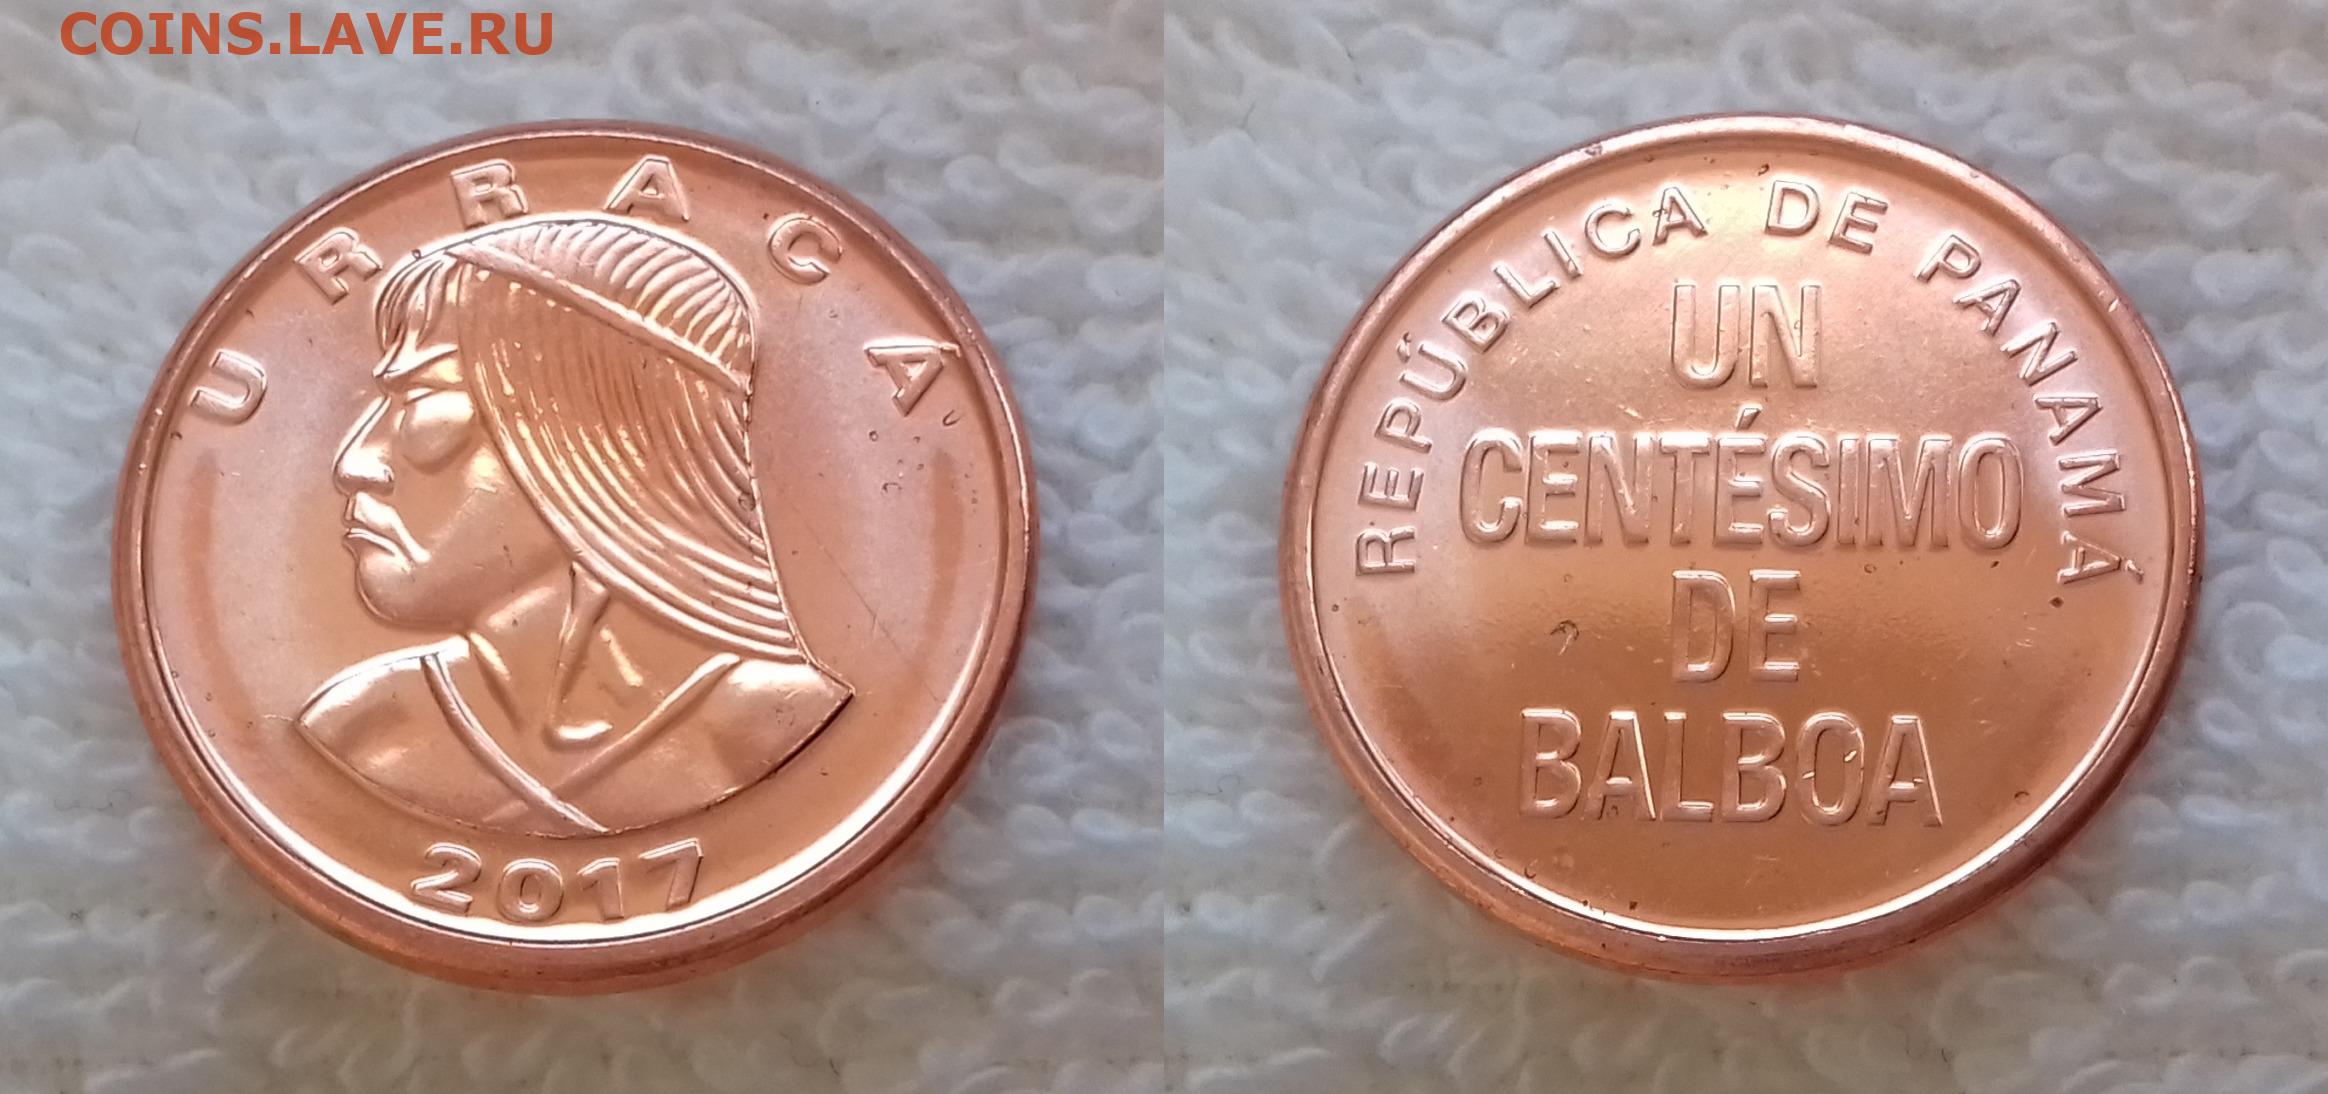 COINS.LAVE.RU
URRACÁ
2017
REPÚBLICA DE PANAMÁ
UN
CENTÉSIMO
DE
BALBOA